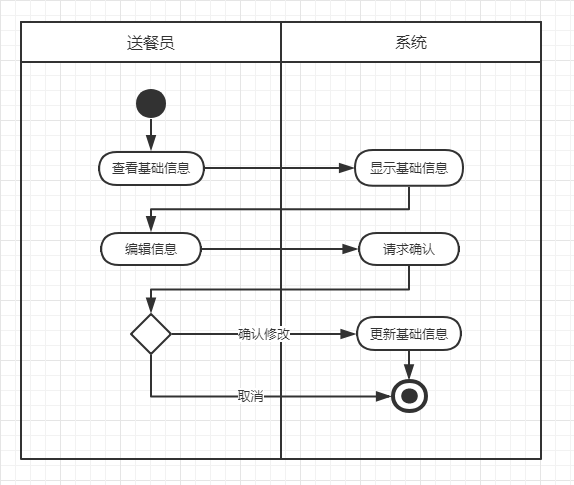 送餐员
系统
查看基础信息
显示基础信息
编辑信息
请求确认
确认修改
更新基础信息
取消